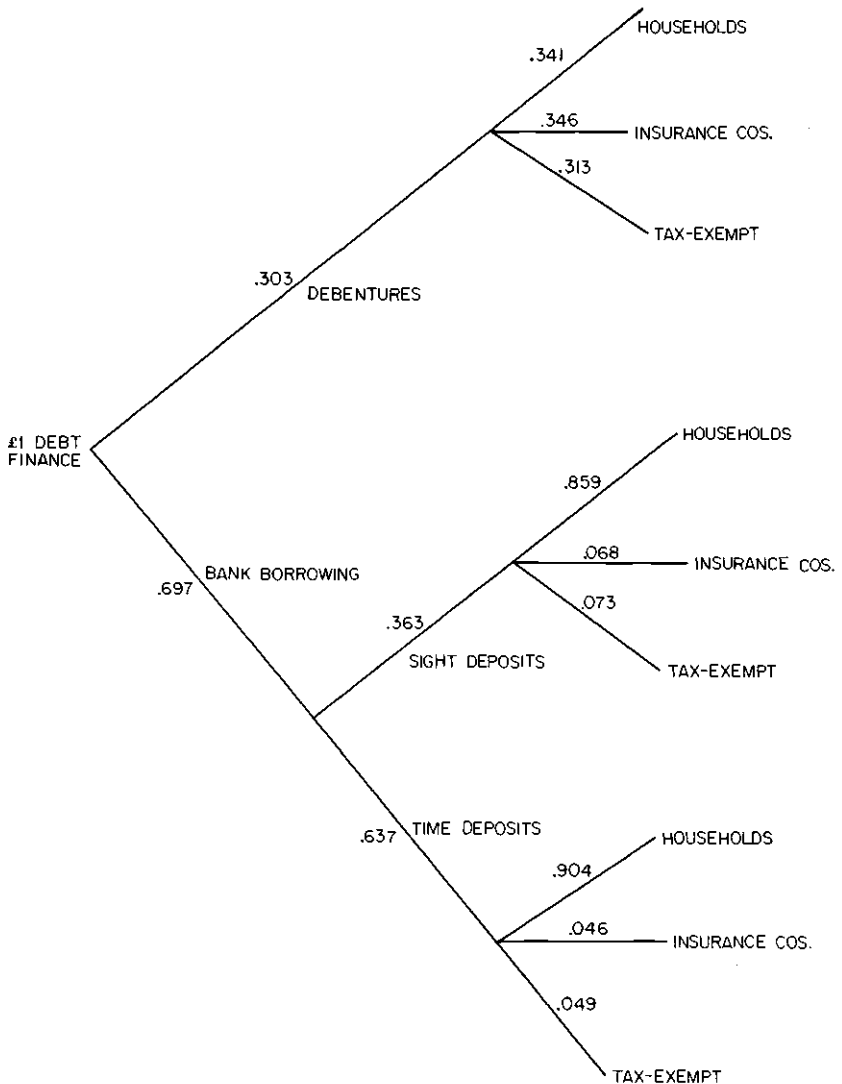 HOUSEHOLDS
.341
.346
INSURANCE COS.
.313
TAX-EXEMPT
.303
DEBENTURES
£1 DEBT
FINANCE
HOUSEHOLDS
.859
.068
INSURANCE COS.
.073
TAX-EXEMPT
BANK BORROWING
.697
.363
SIGHT DEPOSITS
TIME DEPOSITS
.637
HOUSEHOLDS
.904
.046
INSURANCE COS.
.049
TAX-EXEMPT